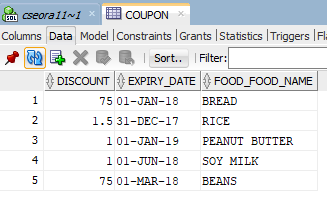 cseora11~1 COUPON
Columns Data Model Constraints Grants Statistics Triggers
Sort.. Filter:
DISCOUNT EXPIRY_DATE FOOD_FOOD_NAME
1 75 01-JAN-18 BREAD
2 1.5 31-DEC-17 RICE
3 1 01-JAN-19 PEANUT BUTTER
4 1 01-JUN-18 SOY MILK
5 75 01-MAR-18 BEANS